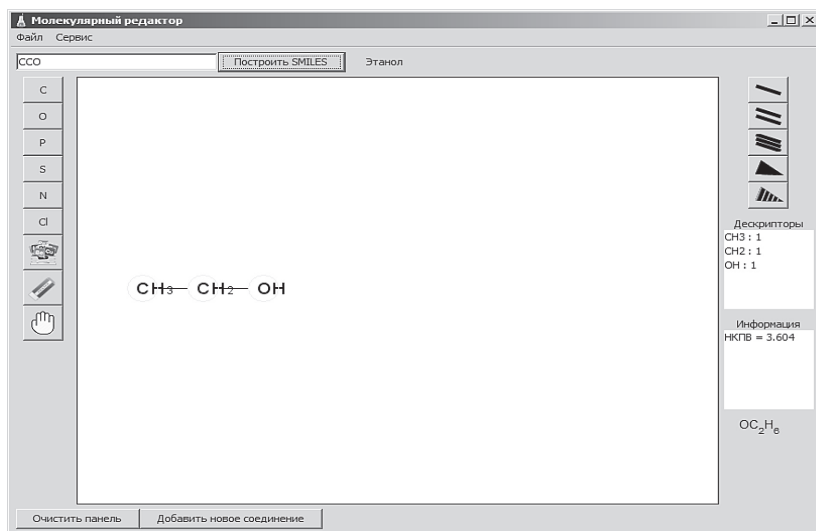 Молекулярный редактор
Файл Сервис
CCO Построить SMILES Этанол
C
O
P
S
N
Cl
CH3 CH2 OH
Дескрипторы
CH3 : 1
CH2 : 1
OH : 1
Информация
НКПВ = 3.604
OC2H6
Очистить панель Добавить новое соединение